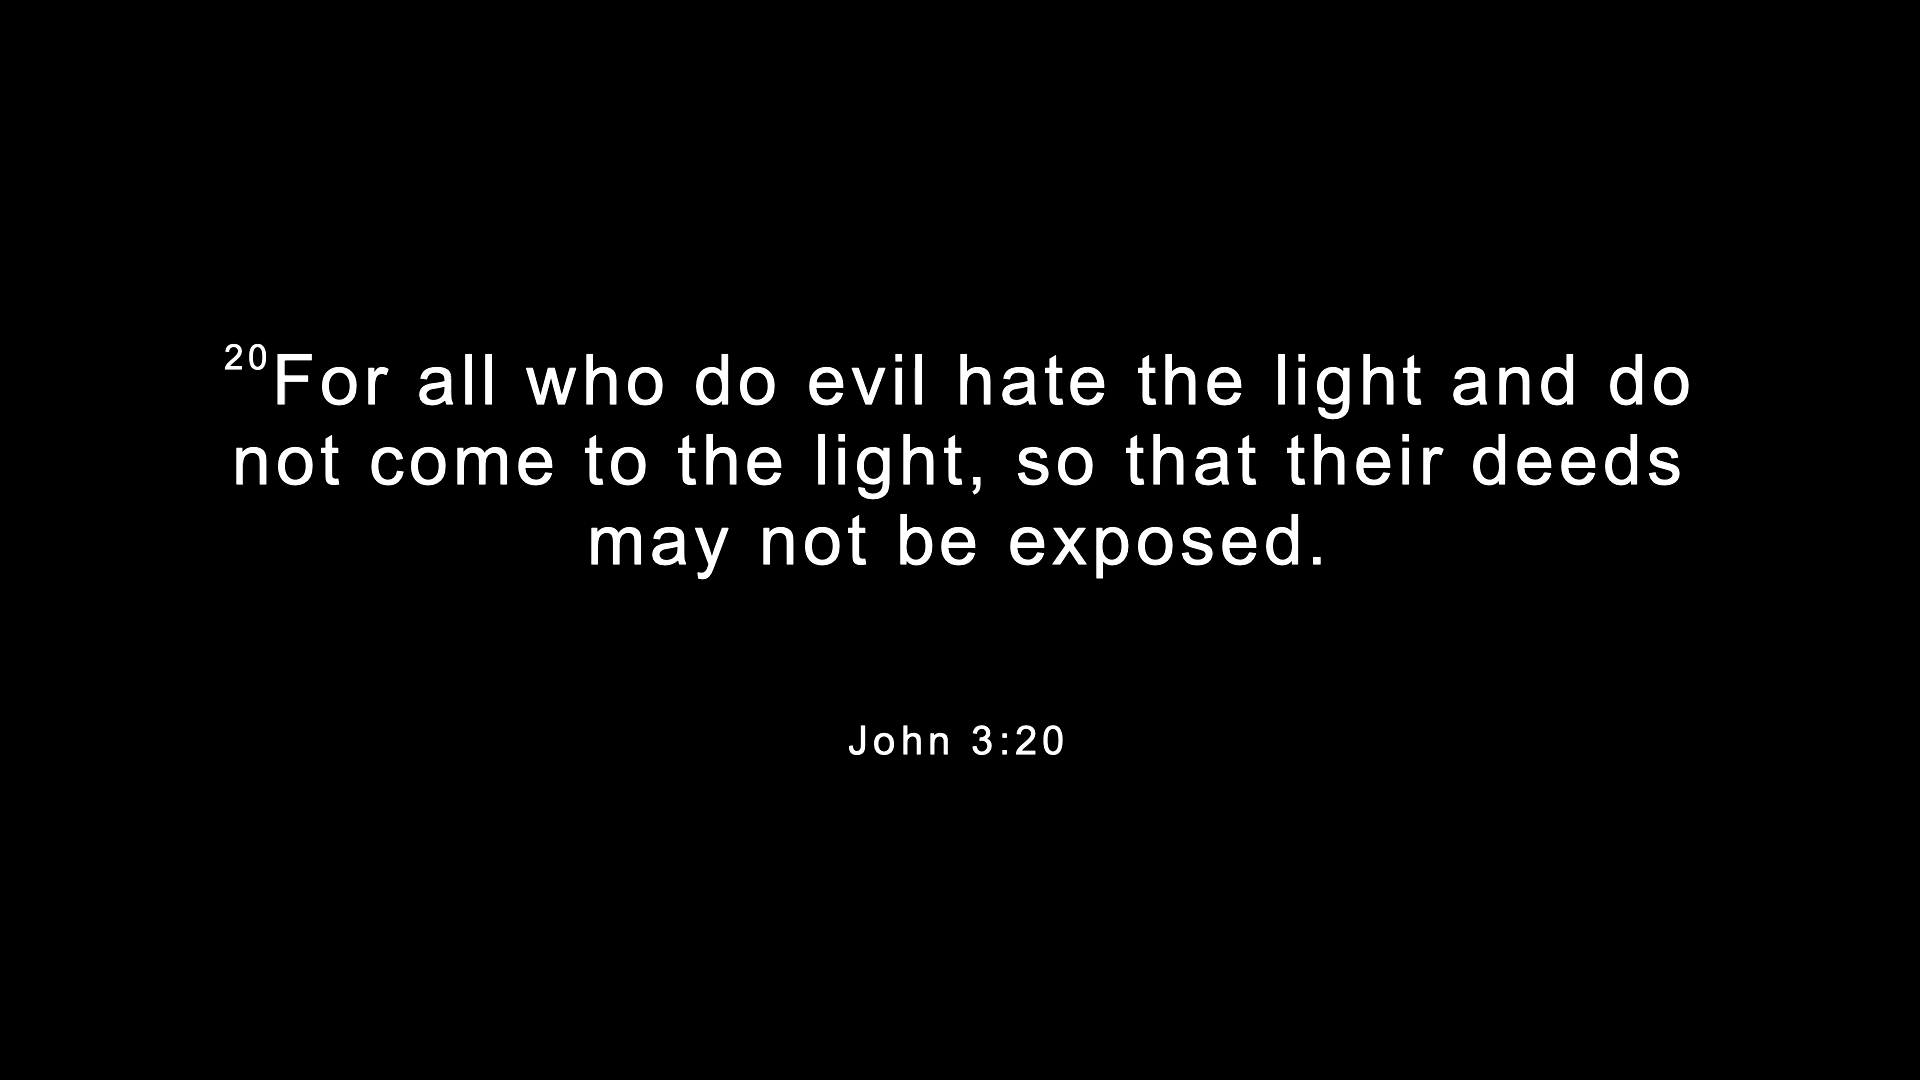 20For all who do evil hate the light and do
not come to the light, so that their deeds
may not be exposed.
John 3:20